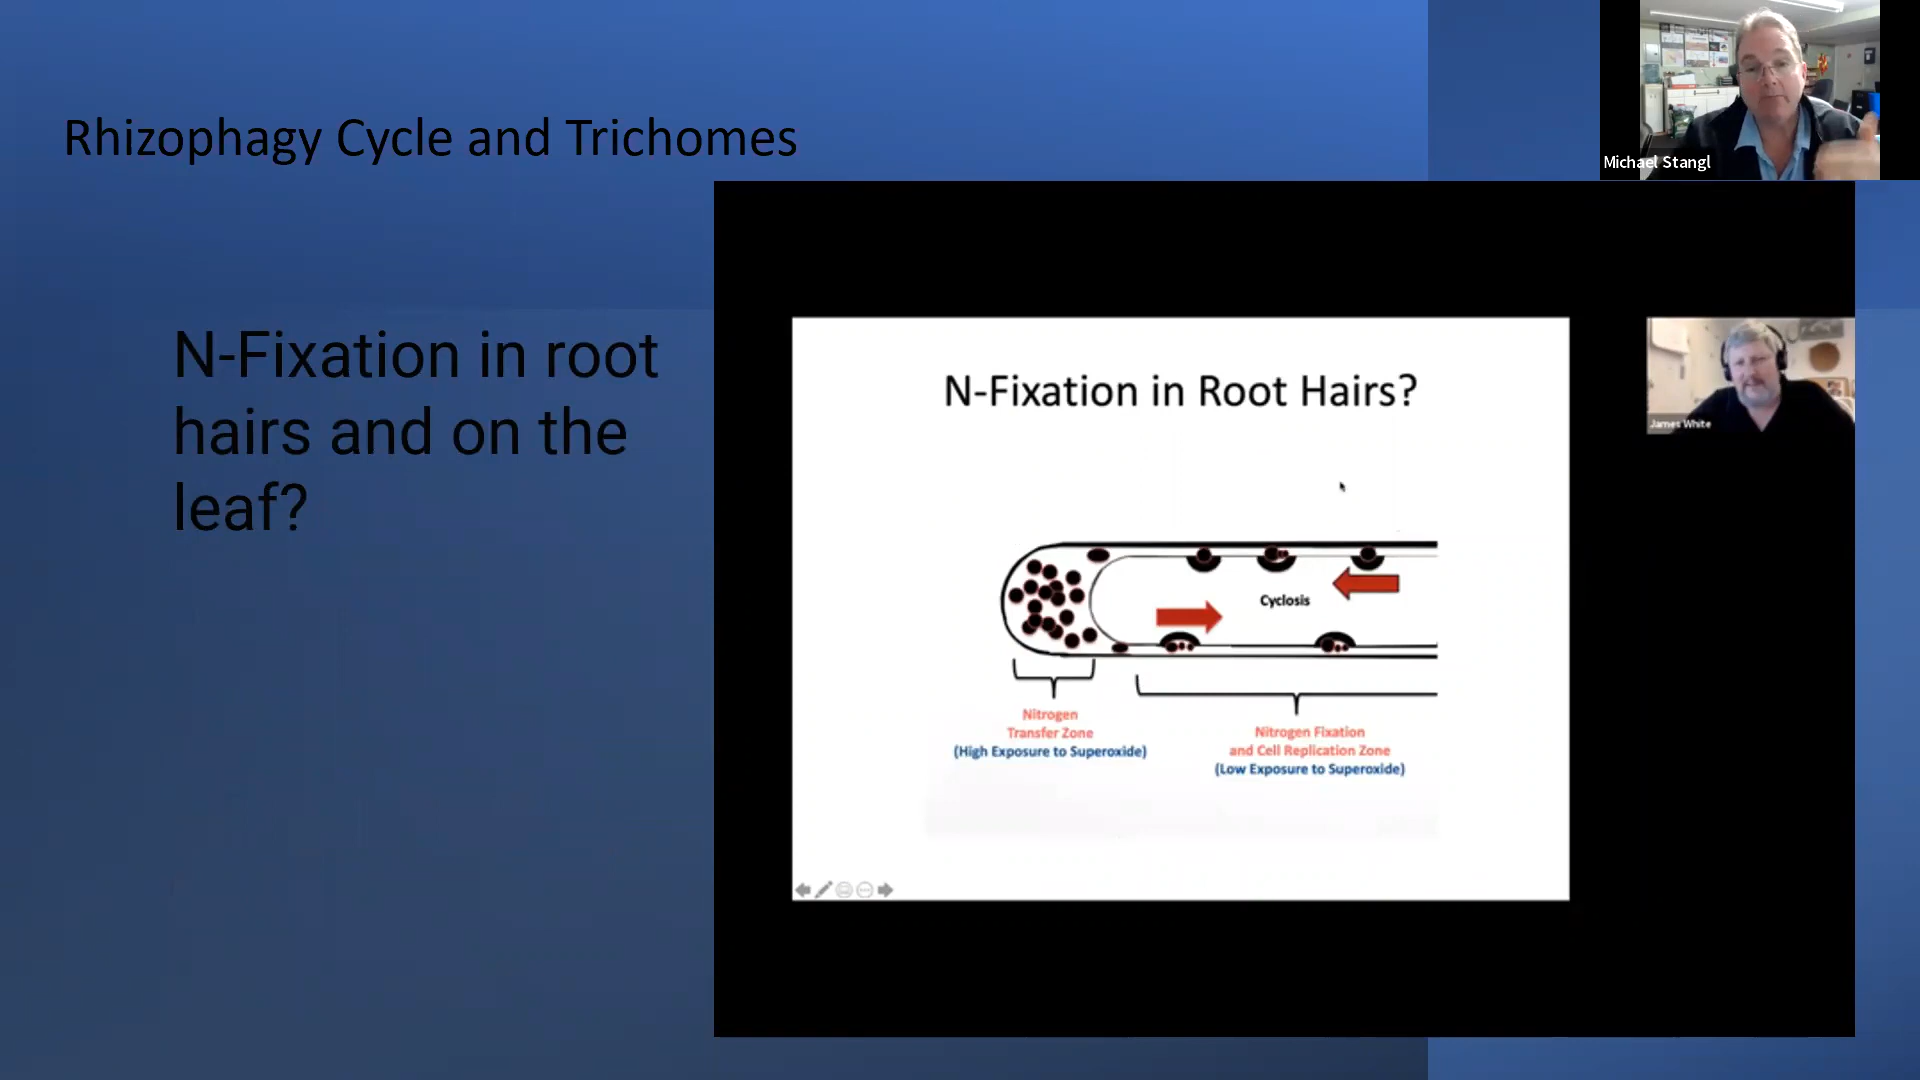 Rhizophagy Cycle and Trichomes
Michael Stangl
N-Fixation in root
hairs and on the
leaf?
N-Fixation in Root Hairs?
James White
Cyclosis
Nitrogen
Transfer Zone
(High Exposure to Superoxide)
Nitrogen Fixation
and Cell Replication Zone
(Low Exposure to Superoxide)